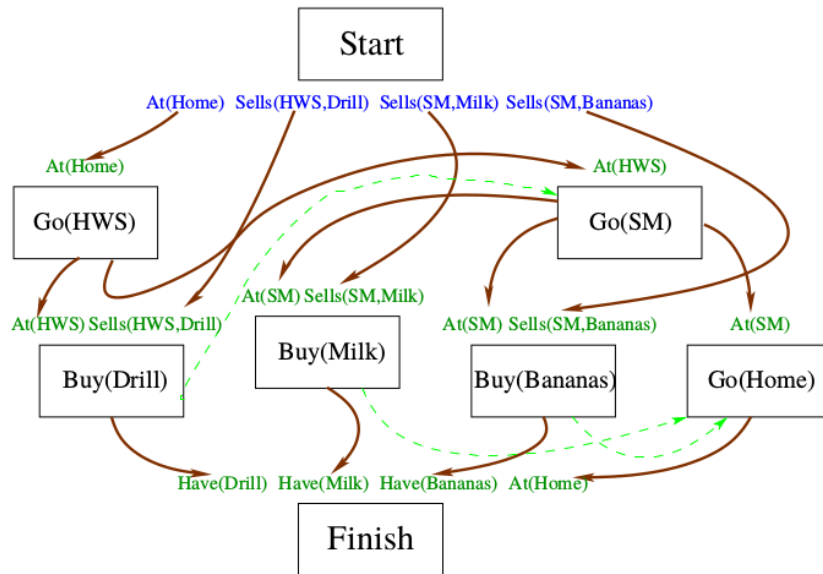 Start
At(Home) Sells(HWS,Drill) Sells(SM,Milk) Sells(SM,Bananas)
At(Home)
At(HWS)
Go(HWS)
Go(SM)
At(SM) Sells(SM,Milk)
At(HWS) Sells(HWS,Drill)
At(SM) Sells(SM,Bananas)
At(SM)
Buy(Drill)
Buy(Milk)
Buy(Bananas)
Go(Home)
Have(Drill) Have(Milk) Have(Bananas) At(Home)
Finish